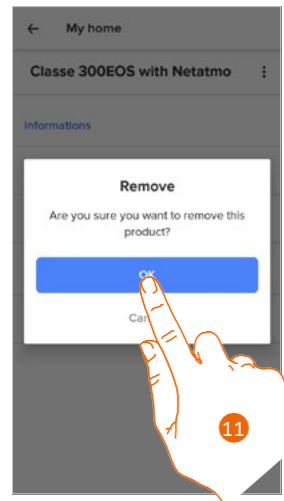 ← My home
Classe 300EOS with Netatmo
Informations
Remove
Are you sure you want to remove this
product?
OK
11